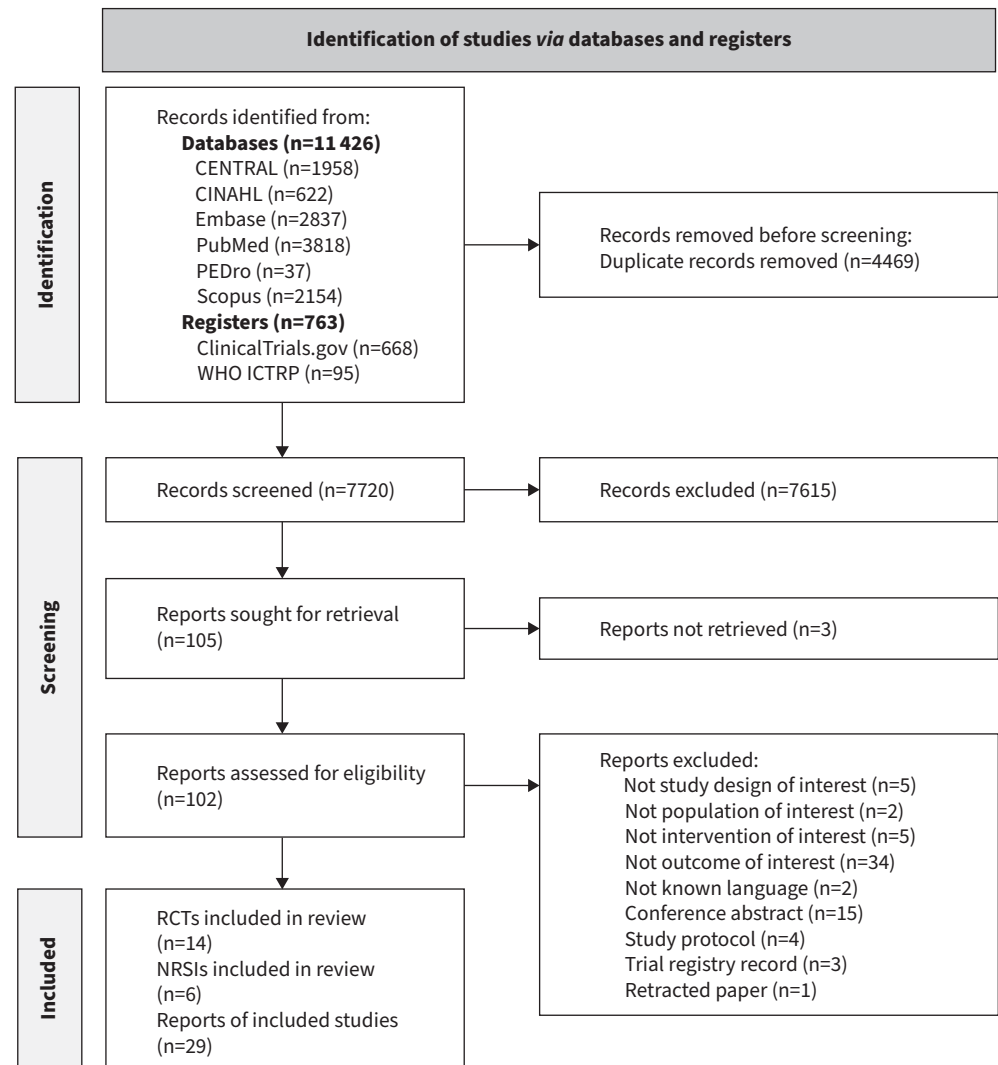 Identification of studies via databases and registers
Identification
Records identified from:
Databases (n=11 426)
CENTRAL (n=1958)
CINAHL (n=622)
Embase (n=2837)
PubMed (n=3818)
PEDro (n=37)
Scopus (n=2154)
Registers (n=763)
ClinicalTrials.gov (n=668)
WHO ICTRP (n=95)
Records removed before screening:
Duplicate records removed (n=4469)
Screening
Records screened (n=7720)
Records excluded (n=7615)
Reports sought for retrieval
(n=105)
Reports not retrieved (n=3)
Reports assessed for eligibility
(n=102)
Reports excluded:
Not study design of interest (n=5)
Not population of interest (n=2)
Not intervention of interest (n=5)
Not outcome of interest (n=34)
Not known language (n=2)
Conference abstract (n=15)
Study protocol (n=4)
Trial registry record (n=3)
Retracted paper (n=1)
Included
RCTs included in review
(n=14)
NRSIs included in review
(n=6)
Reports of included studies
(n=29)